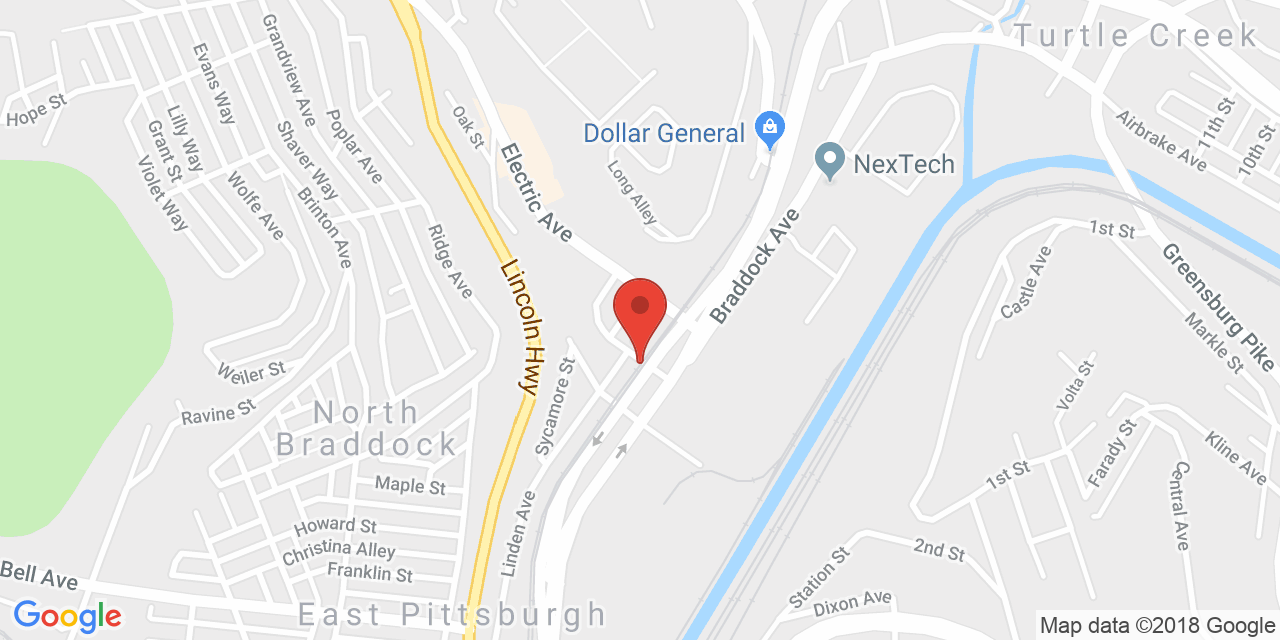 Turtle Creek
Hope St
Evans Way
Grandview Ave
Lilly Way
Grant St
Violet Way
Shaver Way
Poplar Ave
Wolfe Ave
Brinton Ave
Ridge Ave
Oak St
Electric Ave
Long Alley
Dollar General
NexTech
Braddock Ave
Airbrake Ave
11th St
10th St
1st St
Castle Ave
Greensburg Pike
Markle St
Lincoln Hwy
Weiler St
Ravine St
North
Braddock
Sycamore St
Volta St
Farady St
Kline Ave
Central Ave
1st St
Maple St
Howard St
Christina Alley
Franklin St
Linden Ave
Bell Ave
East Pittsburgh
2nd St
Station St
Dixon Ave
Google
Map data ©2018 Google